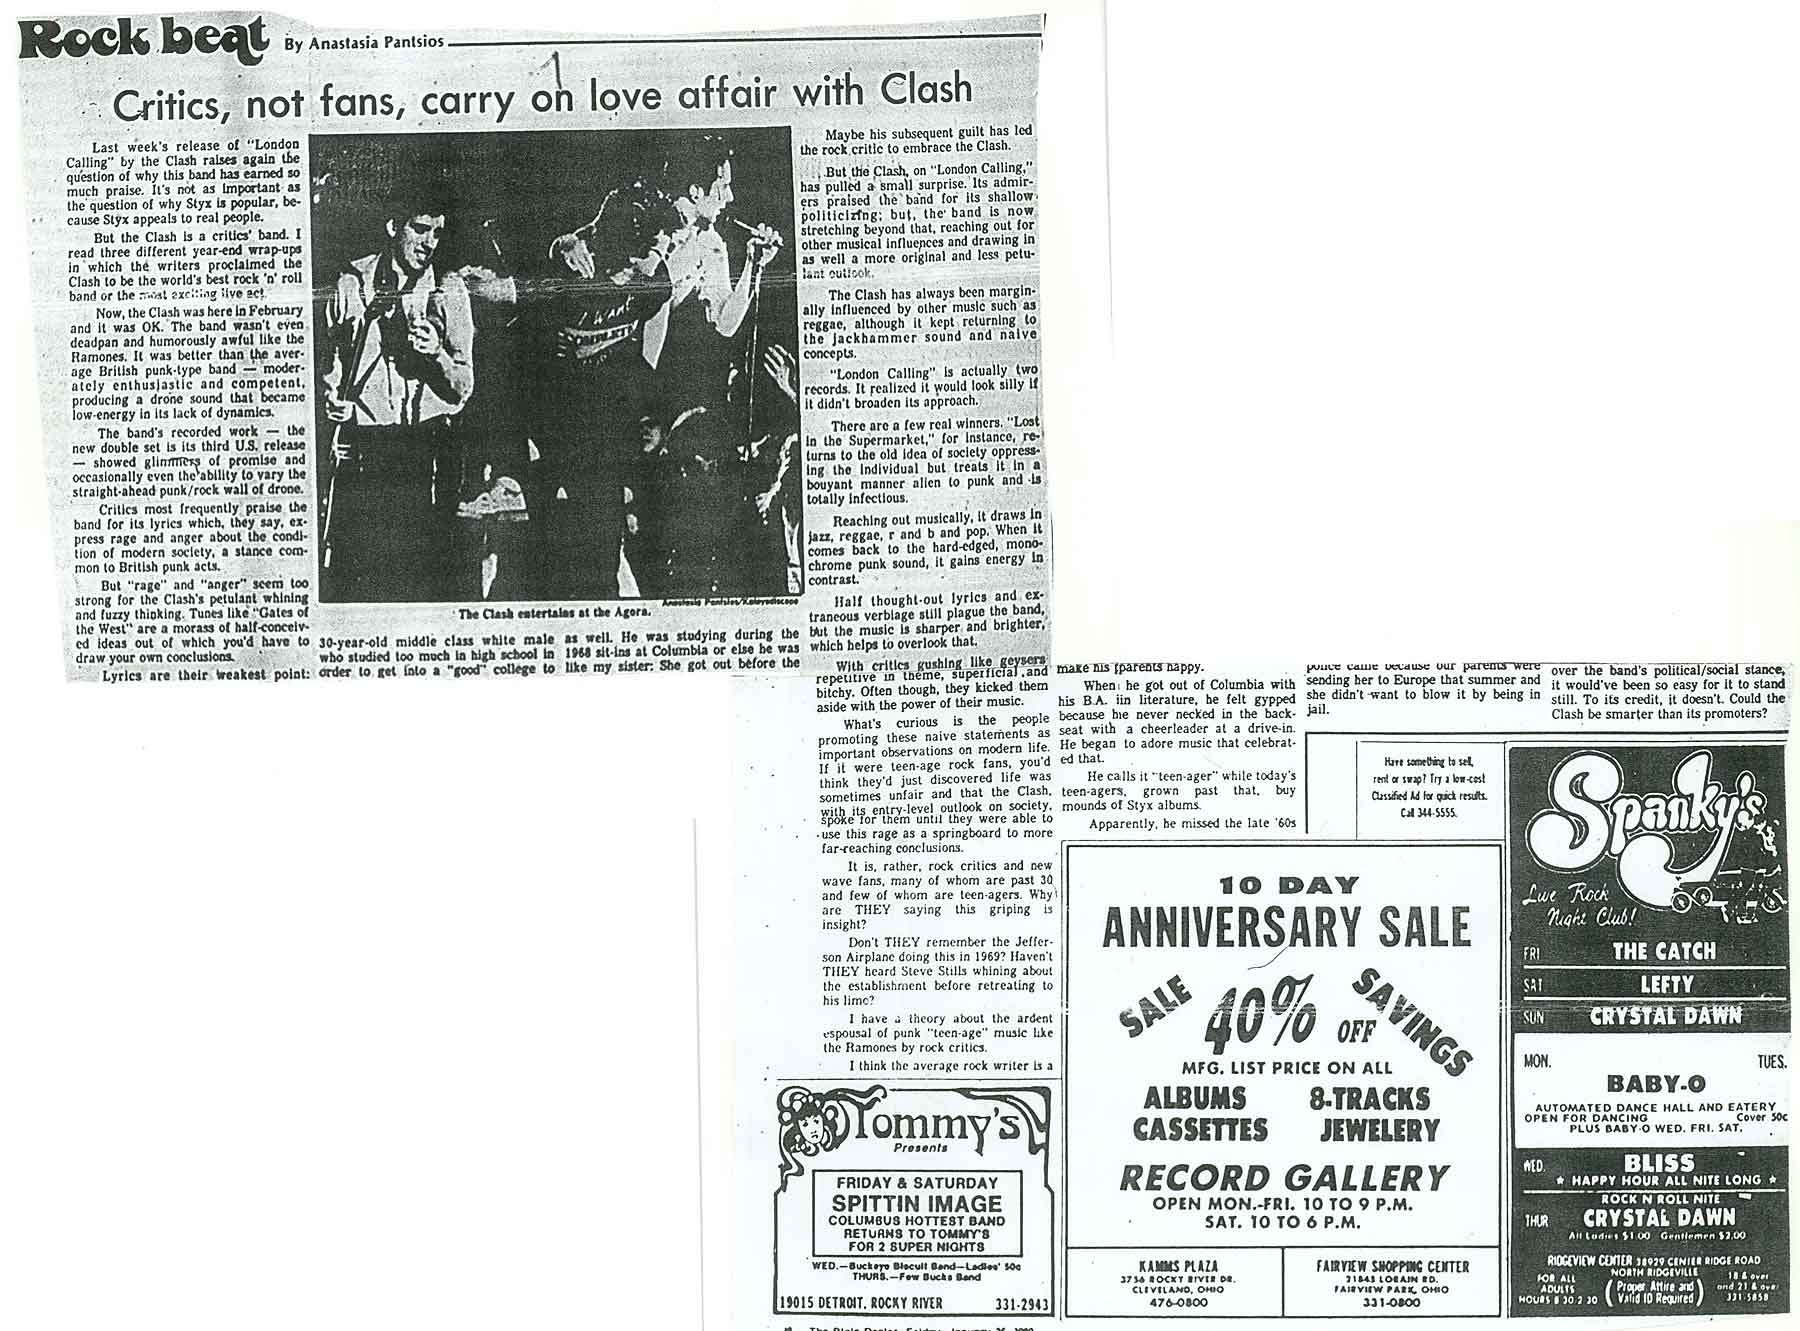 Rock beat By Anastasia Pantsios
Critics, not fans, carry on love affair with Clash
Last week's release of "London
Calling" by the Clash raises again the
question of why this band has earned so
much praise. It's not as important as
the question of why Styx is popular, be-
cause Styx appeals to real people.
But the Clash is a critics' band. I
read three different year-end wrap-ups
in which the writers proclaimed the
Clash to be the world's best rock 'n' roll
band or the most exciting live act.
Now, the Clash was here in February
and it was OK. The band wasn't even
deadpan and humorously awful like the
Ramones. It was better than the aver-
age British punk-type band — moder-
ately enthusiastic and competent,
producing a drone sound that became
low-energy in its lack of dynamics.
The band's recorded work — the
new double set is its third U.S. release
— showed glimmers of promise and
occasionally even the ability to vary the
straight-ahead punk/rock wall of drone.
Critics most frequently praise the
band for its lyrics which, they say, ex-
press rage and anger about the condi-
tion of modern society, a stance com-
mon to British punk acts.
But "rage" and "anger" seem too
strong for the Clash's petulant whining
and fuzzy thinking. Tunes like "Gates of
the West" are a morass of half-conceiv-
ed ideas out of which you'd have to
draw your own conclusions.
Lyrics are their weakest point:
I WANT
COMPLETE
Anastasia Pantsios/Kaleyediscope
The Clash entertains at the Agora.
30-year-old middle class white male
who studied too much in high school in
order to get into a "good" college to
as well. He was studying during the
1968 sit-ins at Columbia or else he was
like my sister: She got out before the
Maybe his subsequent guilt has led
the rock critic to embrace the Clash.
But the Clash, on "London Calling,"
has pulled a small surprise. Its admir-
ers praised the band for its shallow
politicizing; but, the band is now
stretching beyond that, reaching out for
other musical influences and drawing in
as well a more original and less petu-
lant outlook.
The Clash has always been margin-
ally influenced by other music such as
reggae, although it kept returning to
the jackhammer sound and naive
concepts.
"London Calling" is actually two
records. It realized it would look silly if
it didn't broaden its approach.
There are a few real winners. "Lost
in the Supermarket," for instance, re-
turns to the old idea of society oppress-
ing the individual but treats it in a
bouyant manner alien to punk and is
totally infectious.
Reaching out musically, it draws in
jazz, reggae, r and b and pop. When it
comes back to the hard-edged, mono-
chrome punk sound, it gains energy in
contrast.
Half thought-out lyrics and ex-
traneous verbiage still plague the band,
but the music is sharper and brighter,
which helps to overlook that.
With critics gushing like geysers
repetitive in theme, superficial and
bitchy. Often though, they kicked them
aside with the power of their music.
What's curious is the people
promoting these naive statements as
important observations on modern life.
If it were teen-age rock fans, you'd
think they'd just discovered life was
sometimes unfair and that the Clash,
with its entry-level outlook on society,
spoke for them until they were able to
use this rage as a springboard to more
far-reaching conclusions.
It is, rather, rock critics and new
wave fans, many of whom are past 30
and few of whom are teen-agers. Why
are THEY saying this griping is
insight?
Don't THEY remember the Jeffer-
son Airplane doing this in 1969? Haven't
THEY heard Steve Stills whining about
the establishment before retreating to
his limo?
I have a theory about the ardent
espousal of punk "teen-age" music like
the Ramones by rock critics.
I think the average rock writer is a
make his parents happy.
When he got out of Columbia with
his B.A. in literature, he felt gypped
because he never necked in the back-
seat with a cheerleader at a drive-in.
He began to adore music that celebrat-
ed that.
He calls it "teen-ager" while today's
teen-agers, grown past that, buy
mounds of Styx albums.
Apparently, he missed the late '60s
police came because our parents were
sending her to Europe that summer and
she didn't want to blow it by being in
jail.
over the band's political/social stance,
it would've been so easy for it to stand
still. To its credit, it doesn't. Could the
Clash be smarter than its promoters?
Have something to sell,
rent or swap? Try a low-cost
Classified Ad for quick results.
Call 344-5555.
Tommy's
Presents
FRIDAY & SATURDAY
SPITTIN IMAGE
COLUMBUS HOTTEST BAND
RETURNS TO TOMMY'S
FOR 2 SUPER NIGHTS
WED.—Buckeye Biscuit Band—Ladies' 50c
THURS.—Few Bucks Band
19015 DETROIT, ROCKY RIVER 331-2943
10 DAY
ANNIVERSARY SALE
SALE 40% OFF SAVINGS
MFG. LIST PRICE ON ALL
ALBUMS 8-TRACKS
CASSETTES JEWELERY
RECORD GALLERY
OPEN MON.-FRI. 10 TO 9 P.M.
SAT. 10 TO 6 P.M.
KAMMS PLAZA
3756 ROCKY RIVER DR.
CLEVELAND, OHIO
476-0800
FAIRVIEW SHOPPING CENTER
21845 LORAIN RD.
FAIRVIEW PARK, OHIO
331-0800
Spanky's
Live Rock
Night Club!
FRI THE CATCH
SAT LEFTY
SUN CRYSTAL DAWN
MON. TUES.
BABY-O
AUTOMATED DANCE HALL AND EATERY
OPEN FOR DANCING Cover 50c
PLUS BABY-O WED. FRI. SAT.
WED. BLISS
★ HAPPY HOUR ALL NITE LONG ★
ROCK N ROLL NITE
THUR CRYSTAL DAWN
All Ladies $1.00 Gentlemen $2.00
RIDGEVIEW CENTER 38929 CENTER RIDGE ROAD
NORTH RIDGEVILLE
FOR ALL
ADULTS
HOURS 8:30-2:30
(Proper Attire and
Valid ID Required)
18 & over
and 21 & over